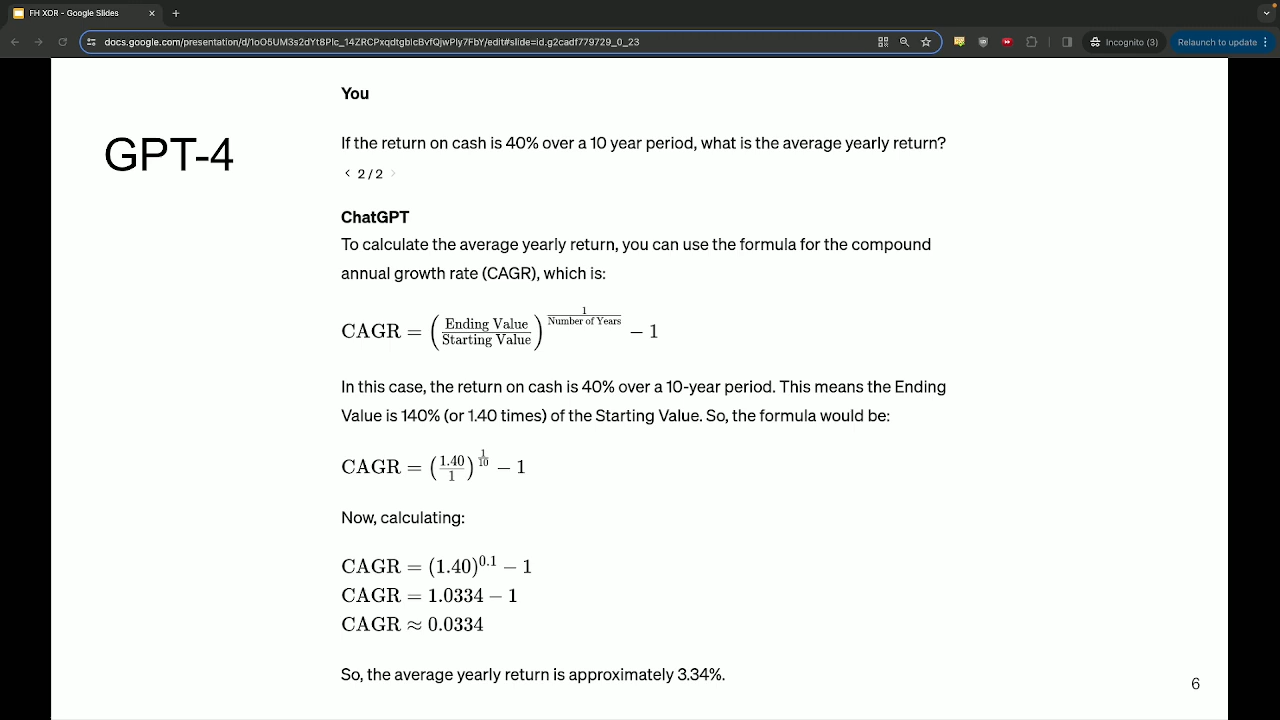 FH XOR - Google Slides
docs.google.com/presentation/d/1oO5UM3s2dYt8Plc_14ZRCPxqdtgblcBvfQjwPly7FbY/edit#slide=id.g2cadf779729_0_23
Incognito (3)
Relaunch to update
GPT-4
You
If the return on cash is 40% over a 10 year period, what is the average yearly return?
< 2/2 >
ChatGPT
To calculate the average yearly return, you can use the formula for the compound
annual growth rate (CAGR), which is:
CAGR = (Ending Value / Starting Value)^(1 / Number of Years) − 1
In this case, the return on cash is 40% over a 10-year period. This means the Ending
Value is 140% (or 1.40 times) of the Starting Value. So, the formula would be:
CAGR = (1.40 / 1)^(1 / 10) − 1
Now, calculating:
CAGR = (1.40)^0.1 − 1
CAGR = 1.0334 − 1
CAGR ≈ 0.0334
So, the average yearly return is approximately 3.34%.
6